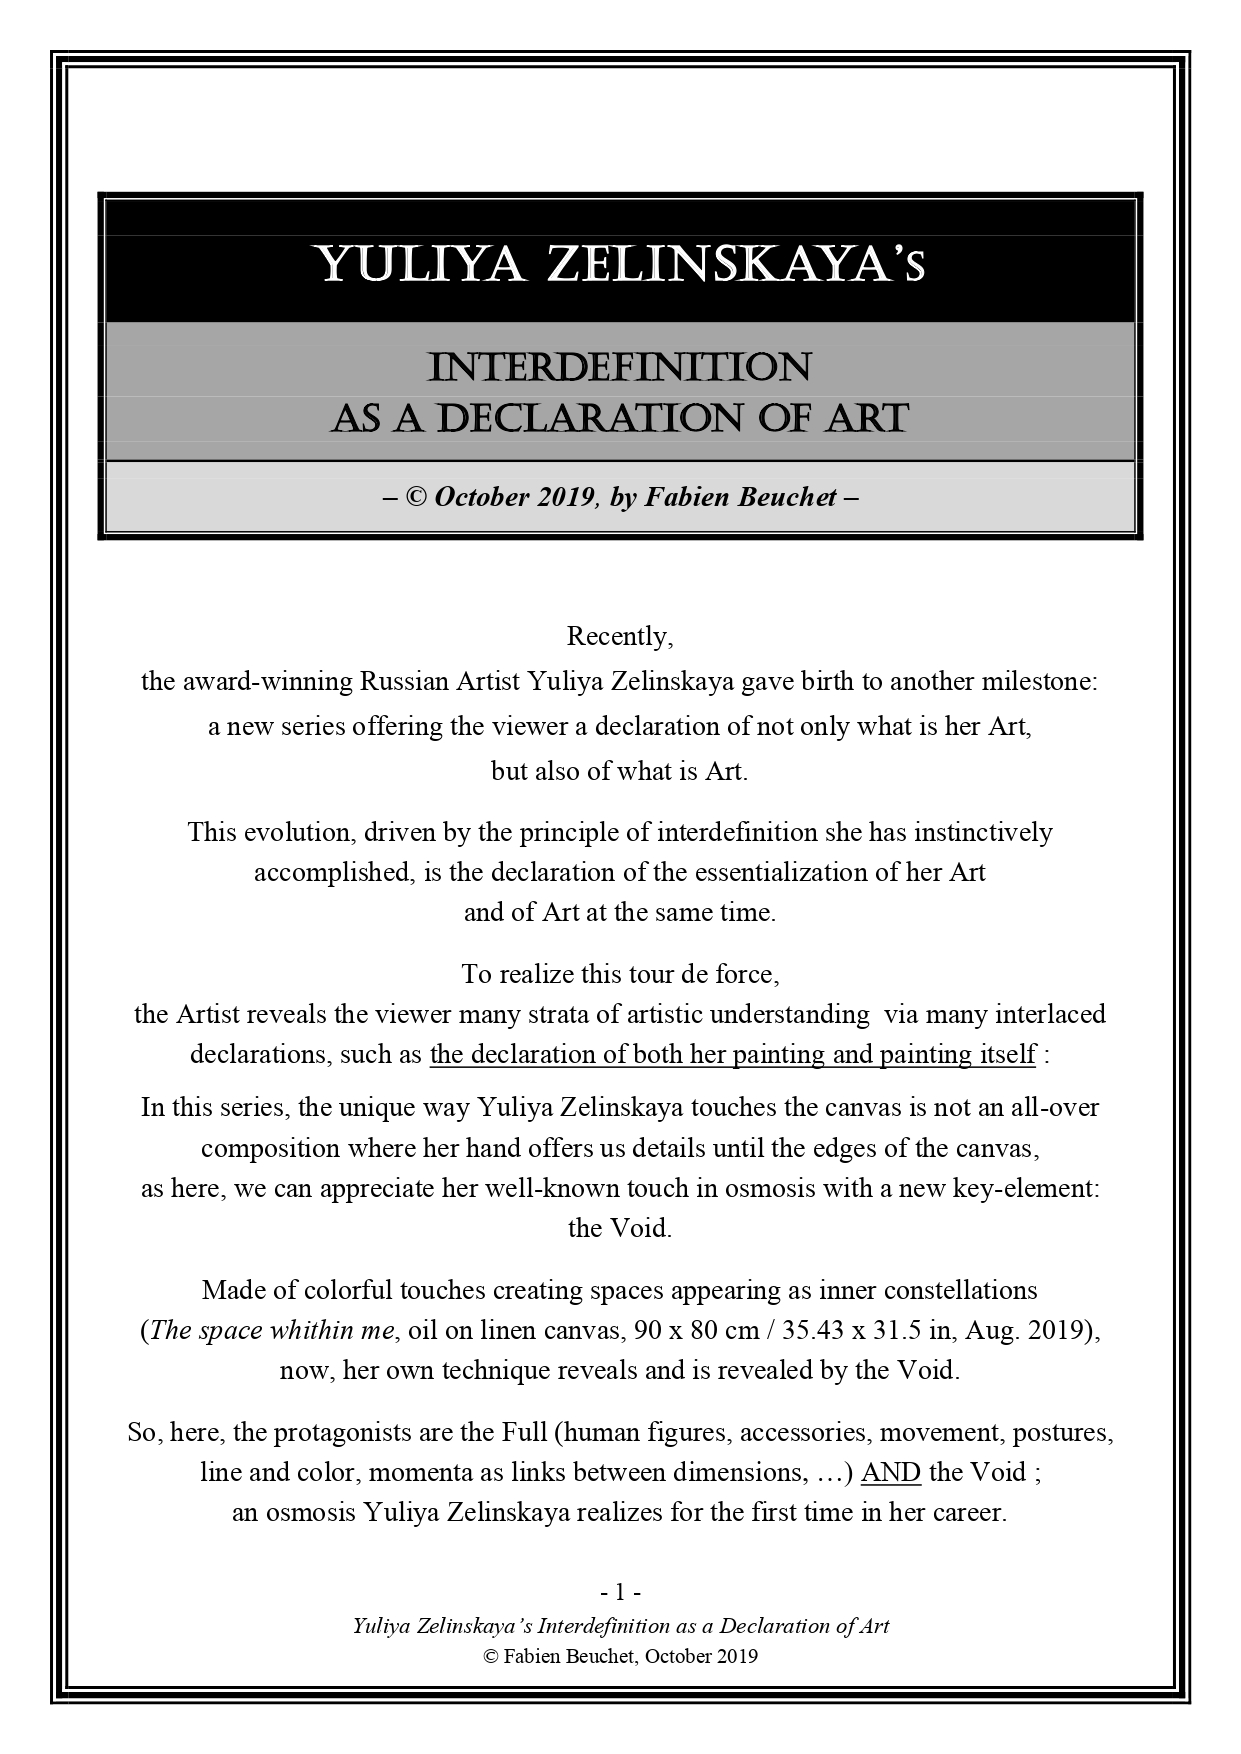 YULIYA ZELINSKAYA’s
INTERDEFINITION
AS A DECLARATION OF ART
– © October 2019, by Fabien Beuchet –
Recently,
the award-winning Russian Artist Yuliya Zelinskaya gave birth to another milestone:
a new series offering the viewer a declaration of not only what is her Art,
but also of what is Art.
This evolution, driven by the principle of interdefinition she has instinctively
accomplished, is the declaration of the essentialization of her Art
and of Art at the same time.
To realize this tour de force,
the Artist reveals the viewer many strata of artistic understanding via many interlaced
declarations, such as the declaration of both her painting and painting itself :
In this series, the unique way Yuliya Zelinskaya touches the canvas is not an all-over
composition where her hand offers us details until the edges of the canvas,
as here, we can appreciate her well-known touch in osmosis with a new key-element:
the Void.
Made of colorful touches creating spaces appearing as inner constellations
(The space whithin me, oil on linen canvas, 90 x 80 cm / 35.43 x 31.5 in, Aug. 2019),
now, her own technique reveals and is revealed by the Void.
So, here, the protagonists are the Full (human figures, accessories, movement, postures,
line and color, momenta as links between dimensions, …) AND the Void ;
an osmosis Yuliya Zelinskaya realizes for the first time in her career.
- 1 -
Yuliya Zelinskaya’s Interdefinition as a Declaration of Art
© Fabien Beuchet, October 2019